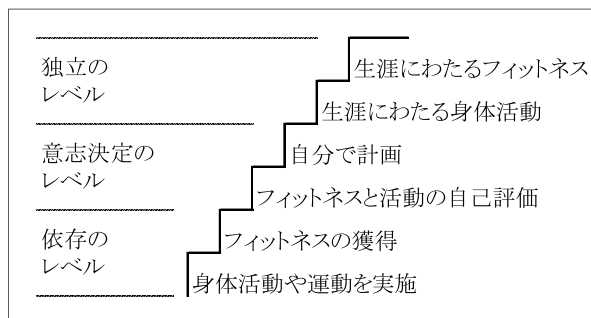 独立の
レベル
生涯にわたるフィットネス
生涯にわたる身体活動
意志決定の
レベル
自分で計画
フィットネスと活動の自己評価
依存の
レベル
フィットネスの獲得
身体活動や運動を実施